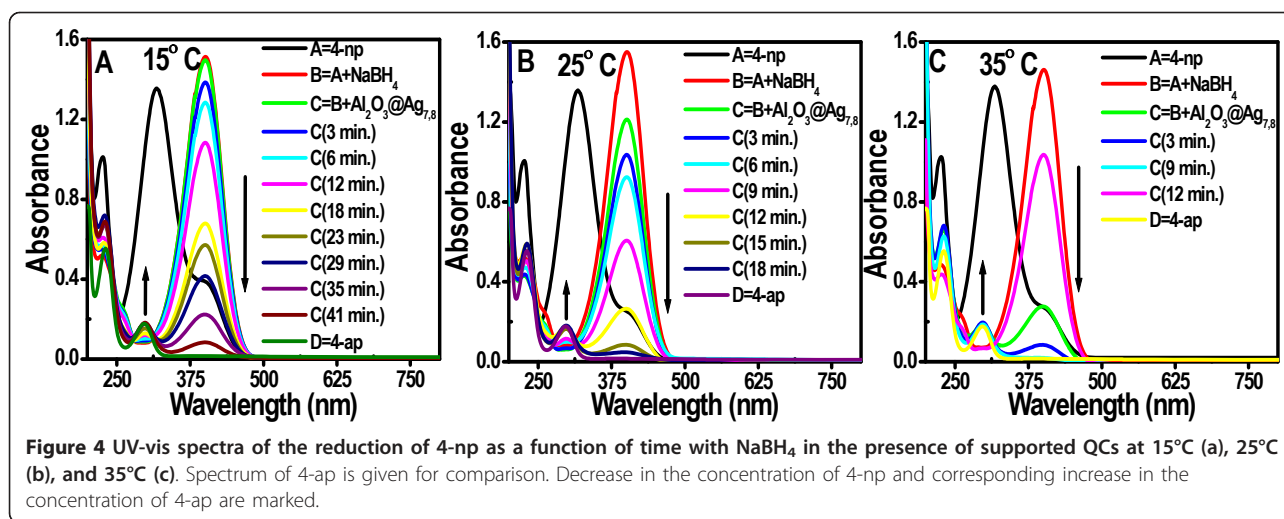 A 15° C
Absorbance
1.6
1.2
0.8
0.4
0.0
250 375 500 625 750
Wavelength (nm)
A=4-np
B=A+NaBH4
C=B+Al2O3@Ag7,8
C(3 min.)
C(6 min.)
C(12 min.)
C(18 min.)
C(23 min.)
C(29 min.)
C(35 min.)
C(41 min.)
D=4-ap
B 25° C
Absorbance
1.6
1.2
0.8
0.4
0.0
250 375 500 625 750
Wavelength (nm)
A=4-np
B=A+NaBH4
C=B+Al2O3@Ag7,8
C(3 min.)
C(6 min.)
C(9 min.)
C(12 min.)
C(15 min.)
C(18 min.)
D=4-ap
C 35° C
Absorbance
1.6
1.2
0.8
0.4
0.0
250 375 500 625 750
Wavelength (nm)
A=4-np
B=A+NaBH4
C=B+Al2O3@Ag7,8
C(3 min.)
C(9 min.)
C(12 min.)
D=4-ap
Figure 4 UV-vis spectra of the reduction of 4-np as a function of time with NaBH4 in the presence of supported QCs at 15°C (a), 25°C
(b), and 35°C (c). Spectrum of 4-ap is given for comparison. Decrease in the concentration of 4-np and corresponding increase in the
concentration of 4-ap are marked.